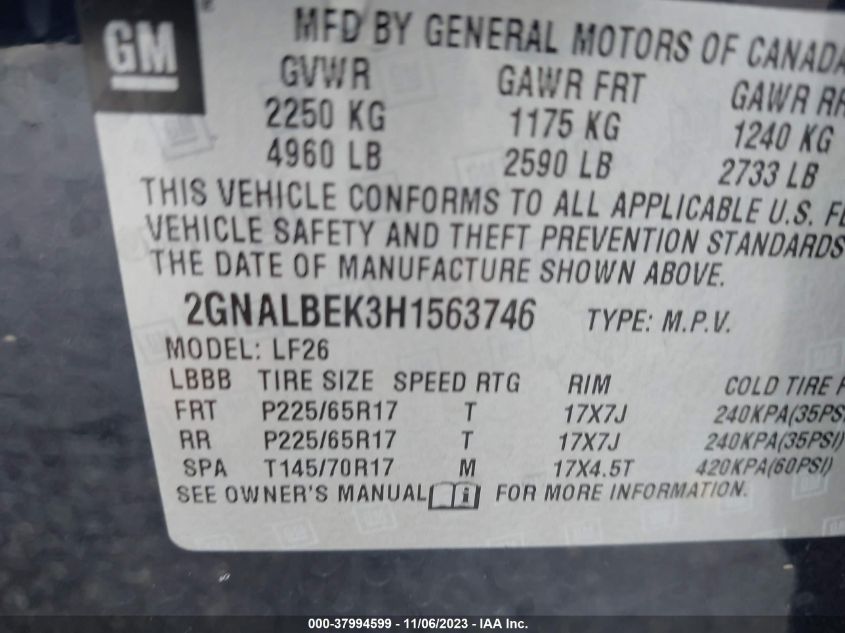 GM
MFD BY GENERAL MOTORS OF CANADA
GVWR GAWR FRT GAWR RR
2250 KG 1175 KG 1240 KG
4960 LB 2590 LB 2733 LB
THIS VEHICLE CONFORMS TO ALL APPLICABLE U.S.
VEHICLE SAFETY AND THEFT PREVENTION STANDARDS
THE DATE OF MANUFACTURE SHOWN ABOVE.
2GNALBEK3H1563746 TYPE: M.P.V.
MODEL: LF26
LBBB TIRE SIZE SPEED RTG RIM COLD TIRE
FRT P225/65R17 T 17X7J 240KPA(35PSI
RR P225/65R17 T 17X7J 240KPA(35PSI)
SPA T145/70R17 M 17X4.5T 420KPA(60PSI)
SEE OWNER'S MANUAL i FOR MORE INFORMATION.
000-37994599 - 11/06/2023 - IAA Inc.